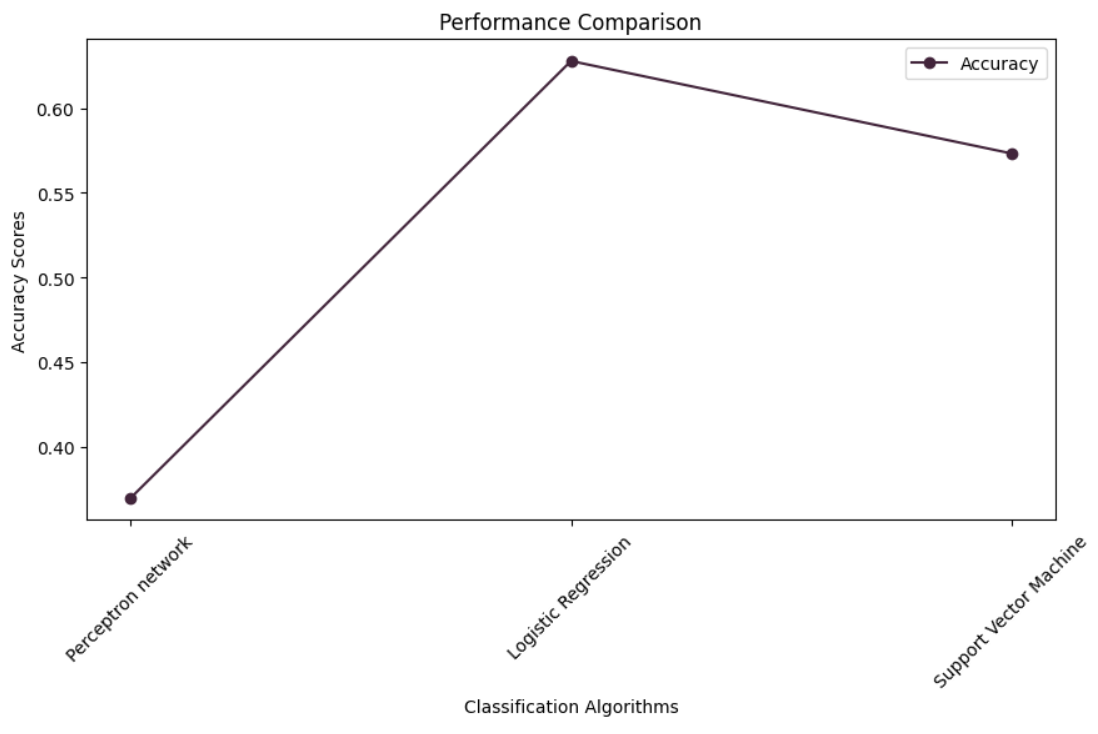 Performance Comparison
Accuracy
Accuracy Scores
0.60
0.55
0.50
0.45
0.40
Perceptron network
Logistic Regression
Support Vector Machine
Classification Algorithms